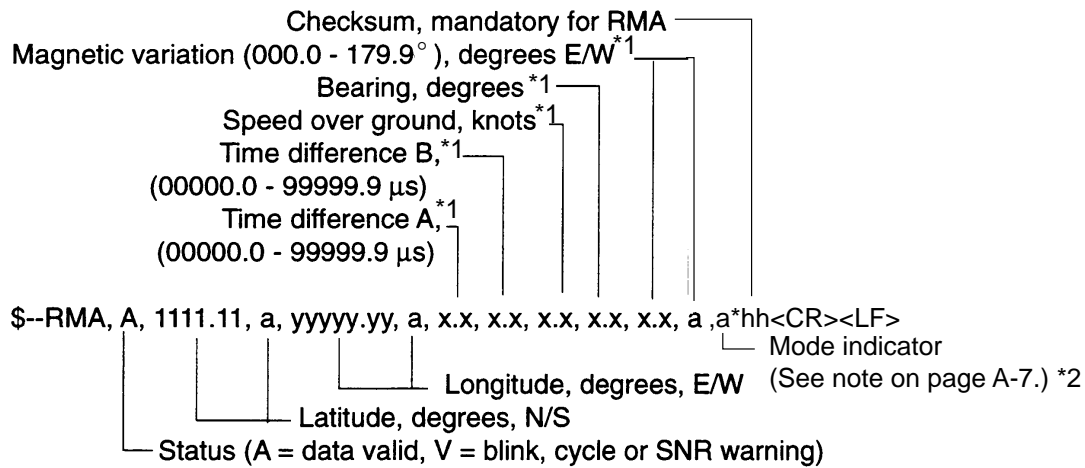 Checksum, mandatory for RMA
Magnetic variation (000.0 - 179.9°), degrees E/W*1
Bearing, degrees*1
Speed over ground, knots*1
Time difference B,*1
(00000.0 - 99999.9 µs)
Time difference A,*1
(00000.0 - 99999.9 µs)
$--RMA, A, 1111.11, a, yyyyy.yy, a, x.x, x.x, x.x, x.x, x.x, a ,a*hh<CR><LF>
Mode indicator
(See note on page A-7.) *2
Longitude, degrees, E/W
Latitude, degrees, N/S
Status (A = data valid, V = blink, cycle or SNR warning)